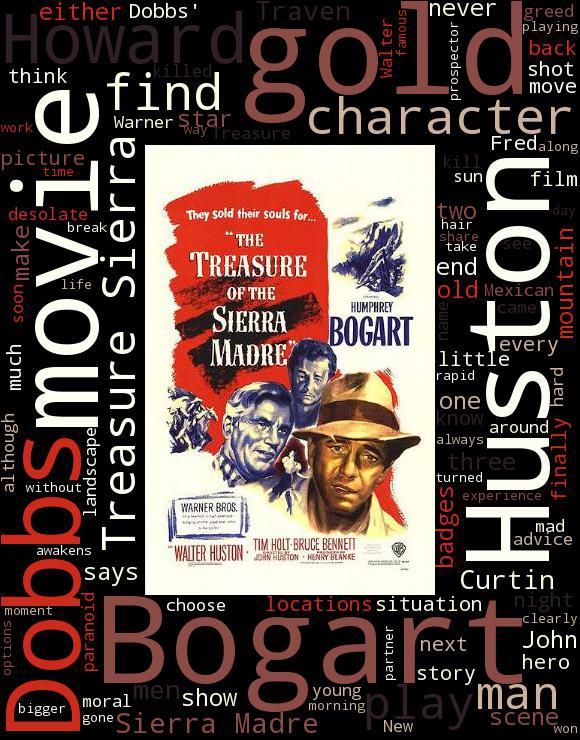 either Dobbs' Traven never greed
Howard gold playing
Walter famous prospector back
think killed shot
find move
Warner star character
work way Treasure
picture Fred along
time kill
movie sun film
desolate two day
break hair
make share see
Treasure Sierra take
soon end mountain
life old Mexican
name came
much Huston every
little
rapid
although one hard
know around
Dobbs always
landscape three finally
without turned
badges experience
mad
awakens advice
says Curtin
They sold their souls for...
"THE
TREASURE
OF THE
SIERRA
MADRE"
HUMPHREY
BOGART
WARNER BROS.
WALTER HUSTON · TIM HOLT · BRUCE BENNETT
DIRECTED BY JOHN HUSTON PRODUCED BY HENRY BLANKE
moment choose locations situation night
paranoid Bogart clearly
options John
partner next hero
story
bigger moral men show young play man
gone morning scene
Sierra Madre New won